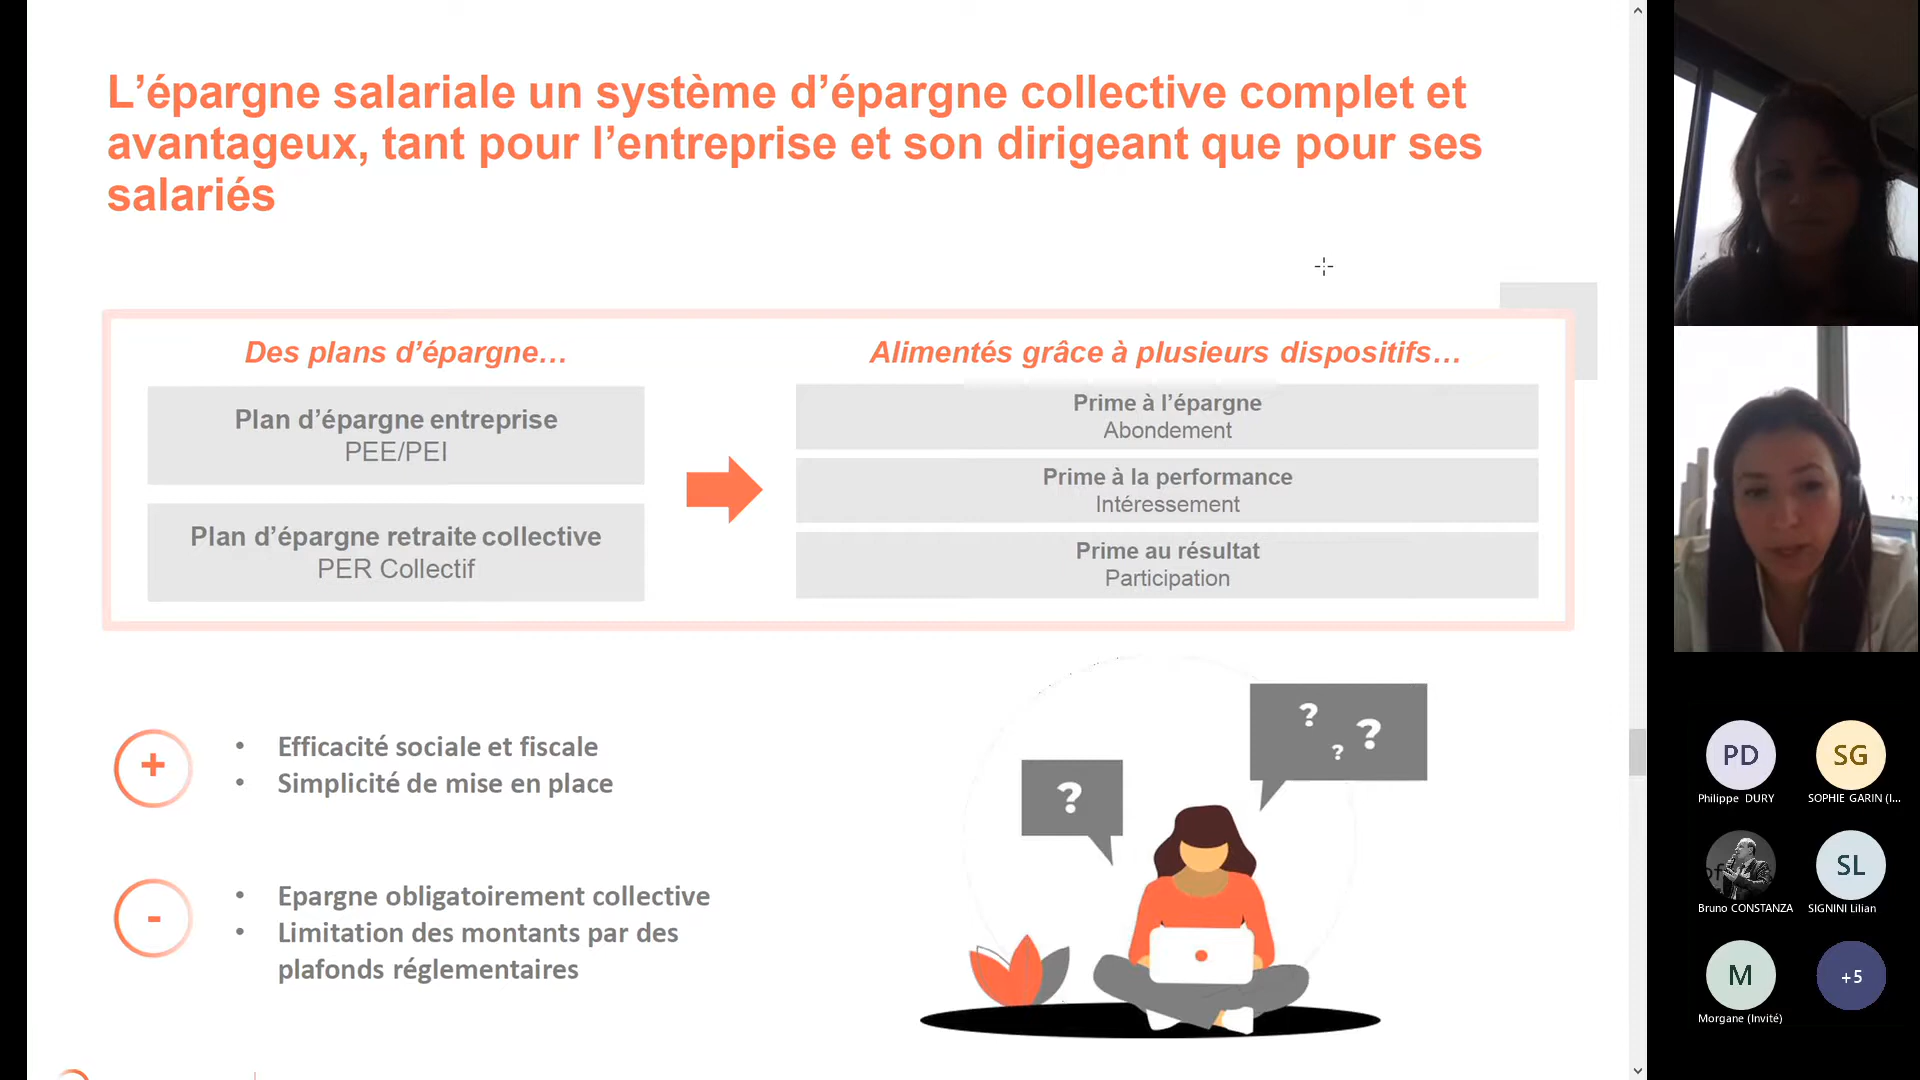 L’épargne salariale un système d’épargne collective complet et
avantageux, tant pour l’entreprise et son dirigeant que pour ses
salariés
Des plans d’épargne…
Plan d’épargne entreprise
PEE/PEI
Plan d’épargne retraite collective
PER Collectif
Alimentés grâce à plusieurs dispositifs…
Prime à l’épargne
Abondement
Prime à la performance
Intéressement
Prime au résultat
Participation
+
• Efficacité sociale et fiscale
• Simplicité de mise en place
-
• Epargne obligatoirement collective
• Limitation des montants par des
plafonds réglementaires
?
? ? ?
PD
Philippe DURY
SG
SOPHIE GARIN (I...
Bruno CONSTANZA
SL
SIGNINI Lilian
M
Morgane (Invité)
+5